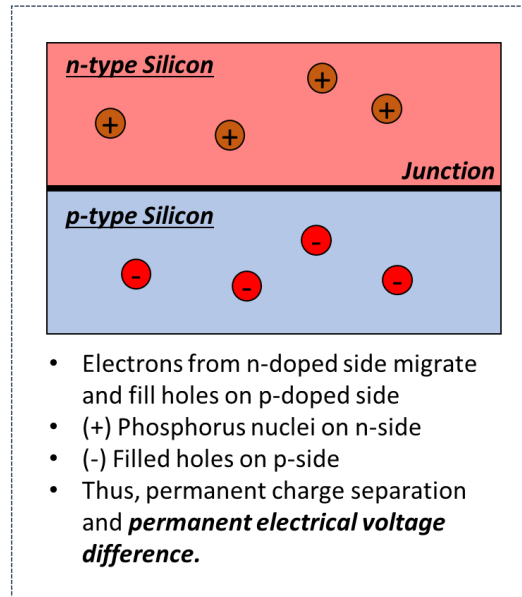 n-type Silicon
+
+
+
+
Junction
p-type Silicon
-
-
-
-
• Electrons from n-doped side migrate
and fill holes on p-doped side
• (+) Phosphorus nuclei on n-side
• (-) Filled holes on p-side
• Thus, permanent charge separation
and permanent electrical voltage
difference.